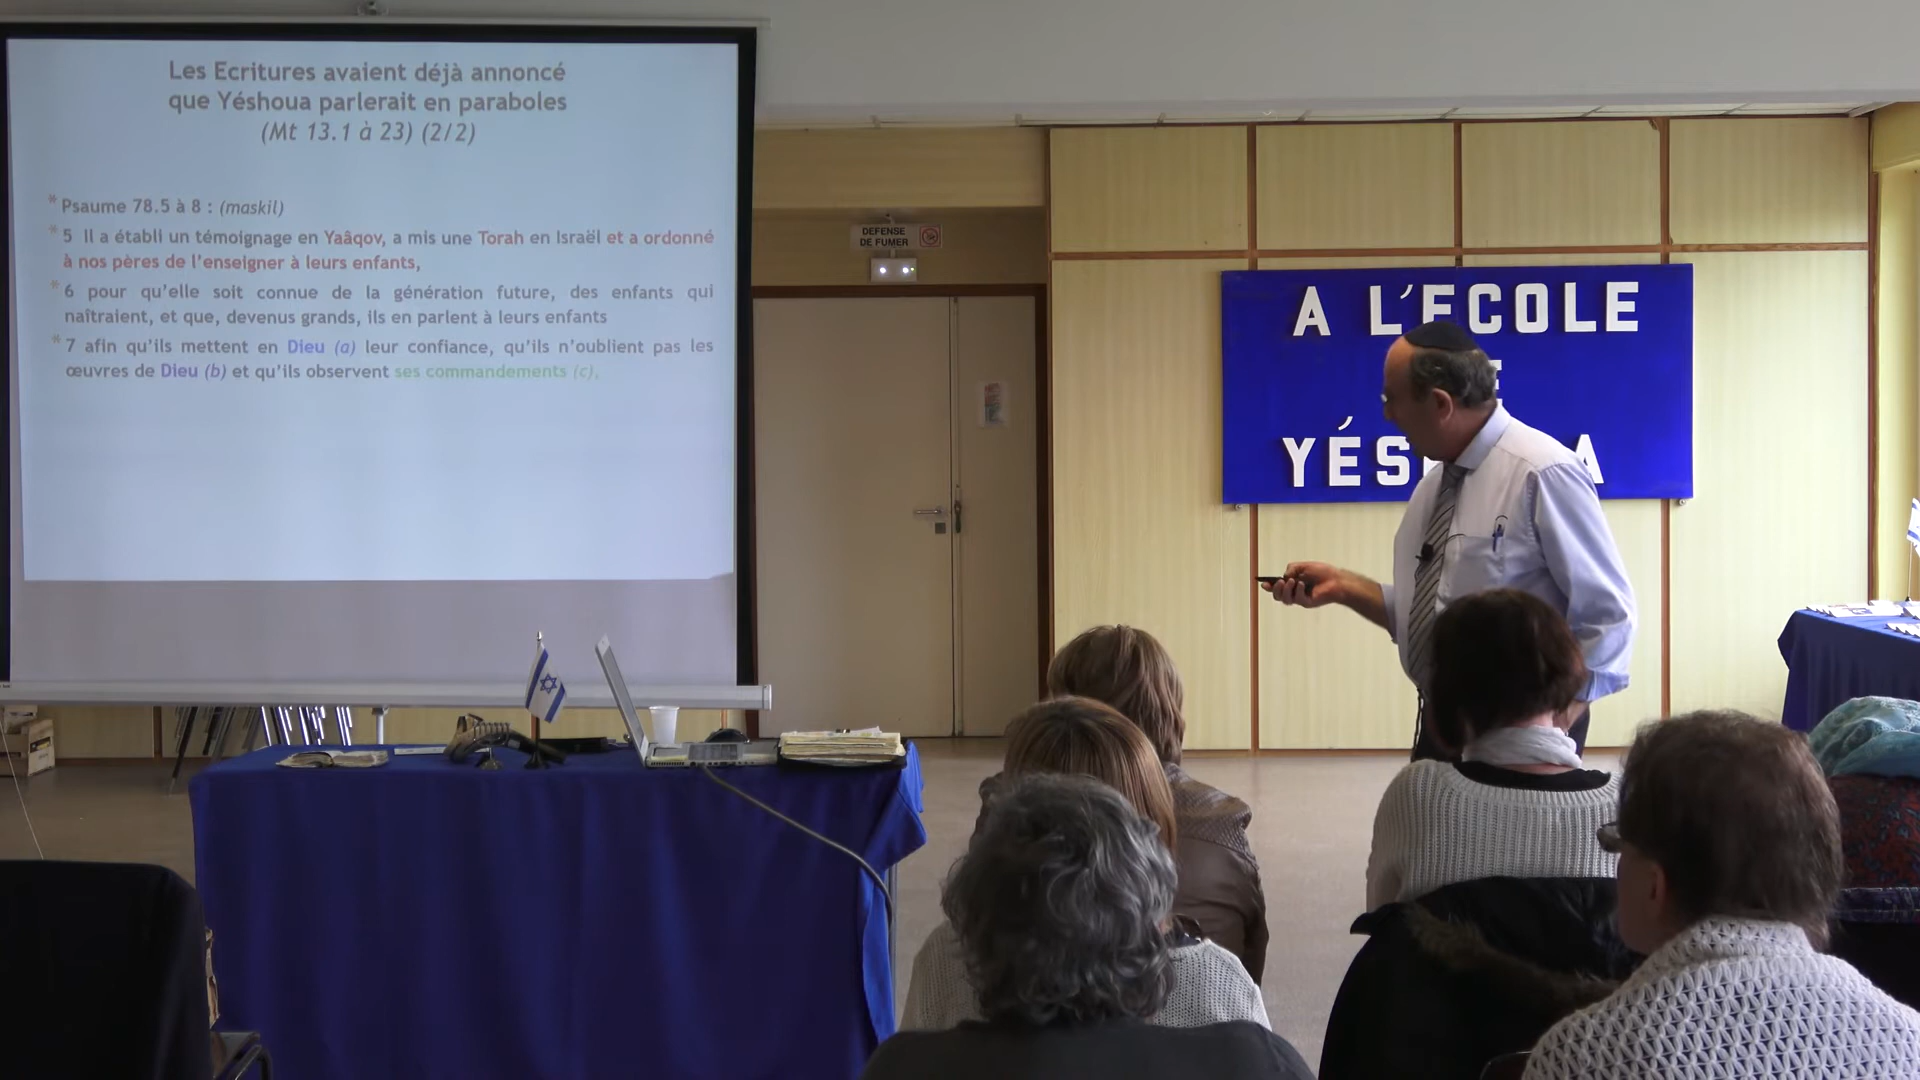 Les Ecritures avaient déjà annoncé
que Yéshoua parlerait en paraboles
(Mt 13.1 à 23) (2/2)
* Psaume 78.5 à 8 : (maskil)
* 5 Il a établi un témoignage en Yaâqov, a mis une Torah en Israël et a ordonné
à nos pères de l'enseigner à leurs enfants,
* 6 pour qu'elle soit connue de la génération future, des enfants qui
naîtraient, et que, devenus grands, ils en parlent à leurs enfants
* 7 afin qu'ils mettent en Dieu (a) leur confiance, qu'ils n'oublient pas les
œuvres de Dieu (b) et qu'ils observent ses commandements (c).
DEFENSE
DE FUMER
A L'ECOLE
E
YÉS A